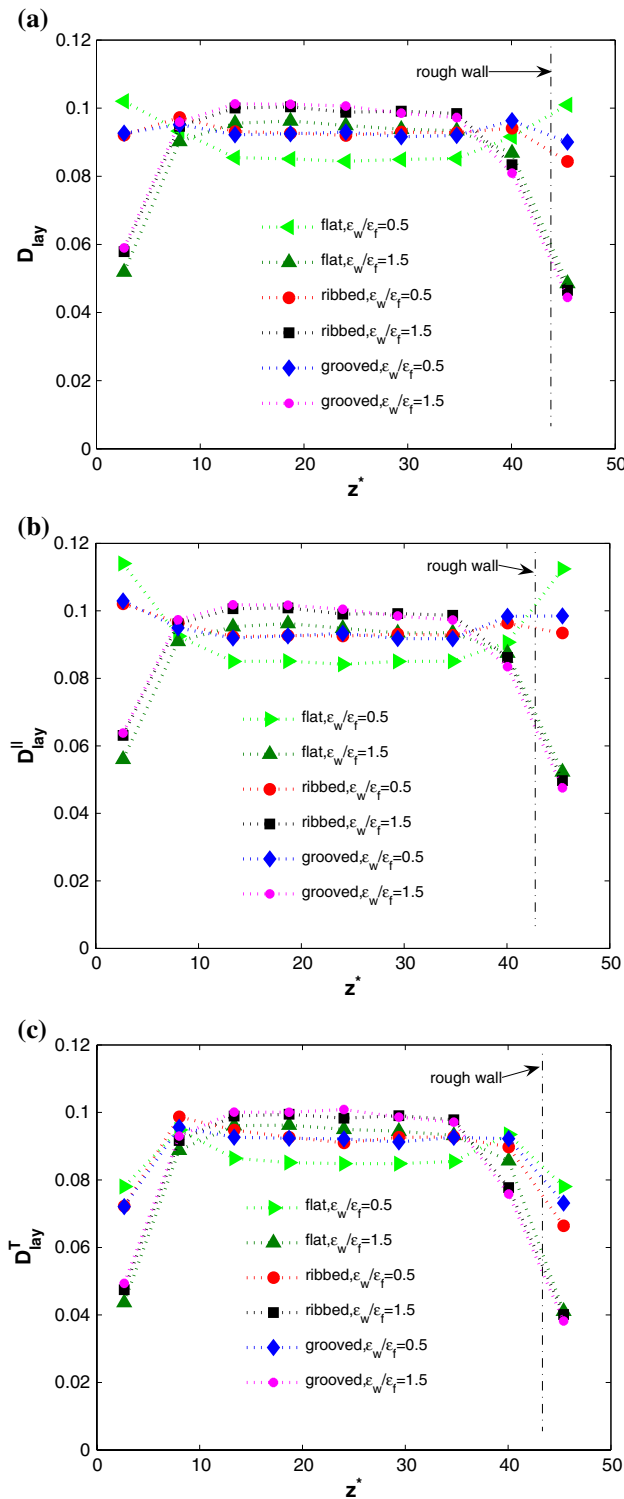 (a)
0.12
0.1
0.08
0.06
0.04
0.02
0
D_lay
rough wall
flat,ε_w/ε_f=0.5
flat,ε_w/ε_f=1.5
ribbed,ε_w/ε_f=0.5
ribbed,ε_w/ε_f=1.5
grooved,ε_w/ε_f=0.5
grooved,ε_w/ε_f=1.5
0 10 20 30 40 50
z*
(b)
0.12
0.1
0.08
0.06
0.04
0.02
0
D_lay^||
rough wall
flat,ε_w/ε_f=0.5
flat,ε_w/ε_f=1.5
ribbed,ε_w/ε_f=0.5
ribbed,ε_w/ε_f=1.5
grooved,ε_w/ε_f=0.5
grooved,ε_w/ε_f=1.5
0 10 20 30 40 50
z*
(c)
0.12
0.1
0.08
0.06
0.04
0.02
0
D_lay^T
rough wall
flat,ε_w/ε_f=0.5
flat,ε_w/ε_f=1.5
ribbed,ε_w/ε_f=0.5
ribbed,ε_w/ε_f=1.5
grooved,ε_w/ε_f=0.5
grooved,ε_w/ε_f=1.5
0 10 20 30 40 50
z*